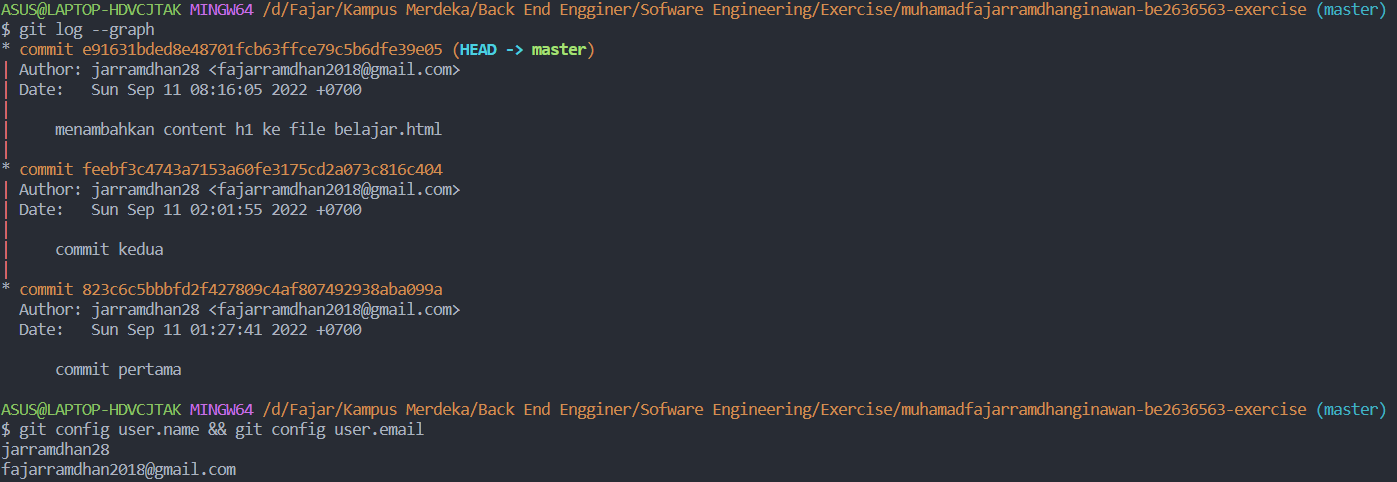 ASUS@LAPTOP-HDVCJTAK MINGW64 /d/Fajar/Kampus Merdeka/Back End Engginer/Sofware Engineering/Exercise/muhamadfajarramdhanginawan-be2636563-exercise (master)
$ git log --graph
* commit e91631bded8e48701fcb63ffce79c5b6dfe39e05 (HEAD -> master)
| Author: jarramdhan28 <fajarramdhan2018@gmail.com>
| Date:   Sun Sep 11 08:16:05 2022 +0700
|
|     menambahkan content h1 ke file belajar.html
|
* commit feebf3c4743a7153a60fe3175cd2a073c816c404
| Author: jarramdhan28 <fajarramdhan2018@gmail.com>
| Date:   Sun Sep 11 02:01:55 2022 +0700
|
|     commit kedua
|
* commit 823c6c5bbbfd2f427809c4af807492938aba099a
  Author: jarramdhan28 <fajarramdhan2018@gmail.com>
  Date:   Sun Sep 11 01:27:41 2022 +0700

      commit pertama

ASUS@LAPTOP-HDVCJTAK MINGW64 /d/Fajar/Kampus Merdeka/Back End Engginer/Sofware Engineering/Exercise/muhamadfajarramdhanginawan-be2636563-exercise (master)
$ git config user.name && git config user.email
jarramdhan28
fajarramdhan2018@gmail.com